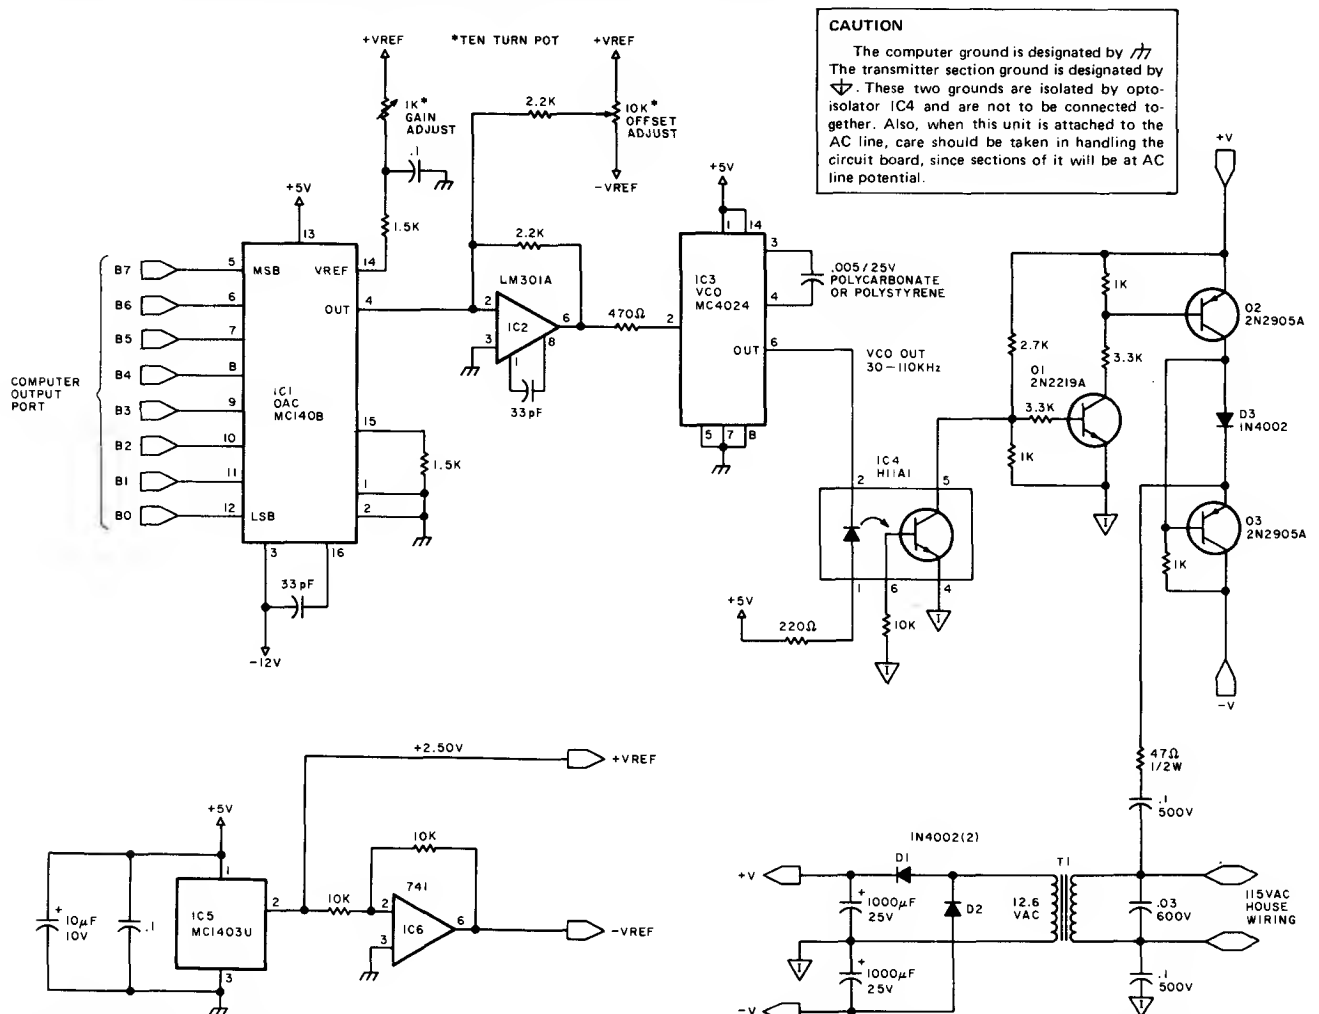 +VREF
*TEN TURN POT
+VREF
1K*
GAIN
ADJUST
2.2K
10K*
OFFSET
ADJUST
.1
-VREF
CAUTION
The computer ground is designated by
The transmitter section ground is designated by
. These two grounds are isolated by opto-
isolator IC4 and are not to be connected to-
gether. Also, when this unit is attached to the
AC line, care should be taken in handling the
circuit board, since sections of it will be at AC
line potential.
+5V
13
1.5K
COMPUTER
OUTPUT
PORT
B7
B6
B5
B4
B3
B2
B1
B0
5
6
7
8
9
10
11
12
MSB
LSB
VREF
OUT
IC1
DAC
MC1408
14
4
15
1
2
3
16
1.5K
33pF
-12V
2.2K
LM301A
2
3
IC2
6
1
8
33pF
470Ω
+5V
1
14
2
IC3
VCO
MC4024
OUT
3
4
6
5
7
8
.005/25V
POLYCARBONATE
OR POLYSTYRENE
VCO OUT
30-110KHz
IC4
H11A1
2
5
1
6
4
+5V
220Ω
10K
I
I
2.7K
1K
3.3K
Q1
2N2219A
1K
3.3K
I
+V
Q2
2N2905A
D3
1N4002
Q3
2N2905A
1K
-V
47Ω
1/2W
.1
500V
+2.50V
+VREF
+5V
+
10µF
10V
.1
1
IC5
MC1403U
2
3
10K
10K
741
2
3
IC6
6
-VREF
1N4002(2)
+V
D1
D2
+
1000µF
25V
+
1000µF
25V
I
-V
T1
12.6
VAC
.03
600V
115VAC
HOUSE
WIRING
.1
500V
I